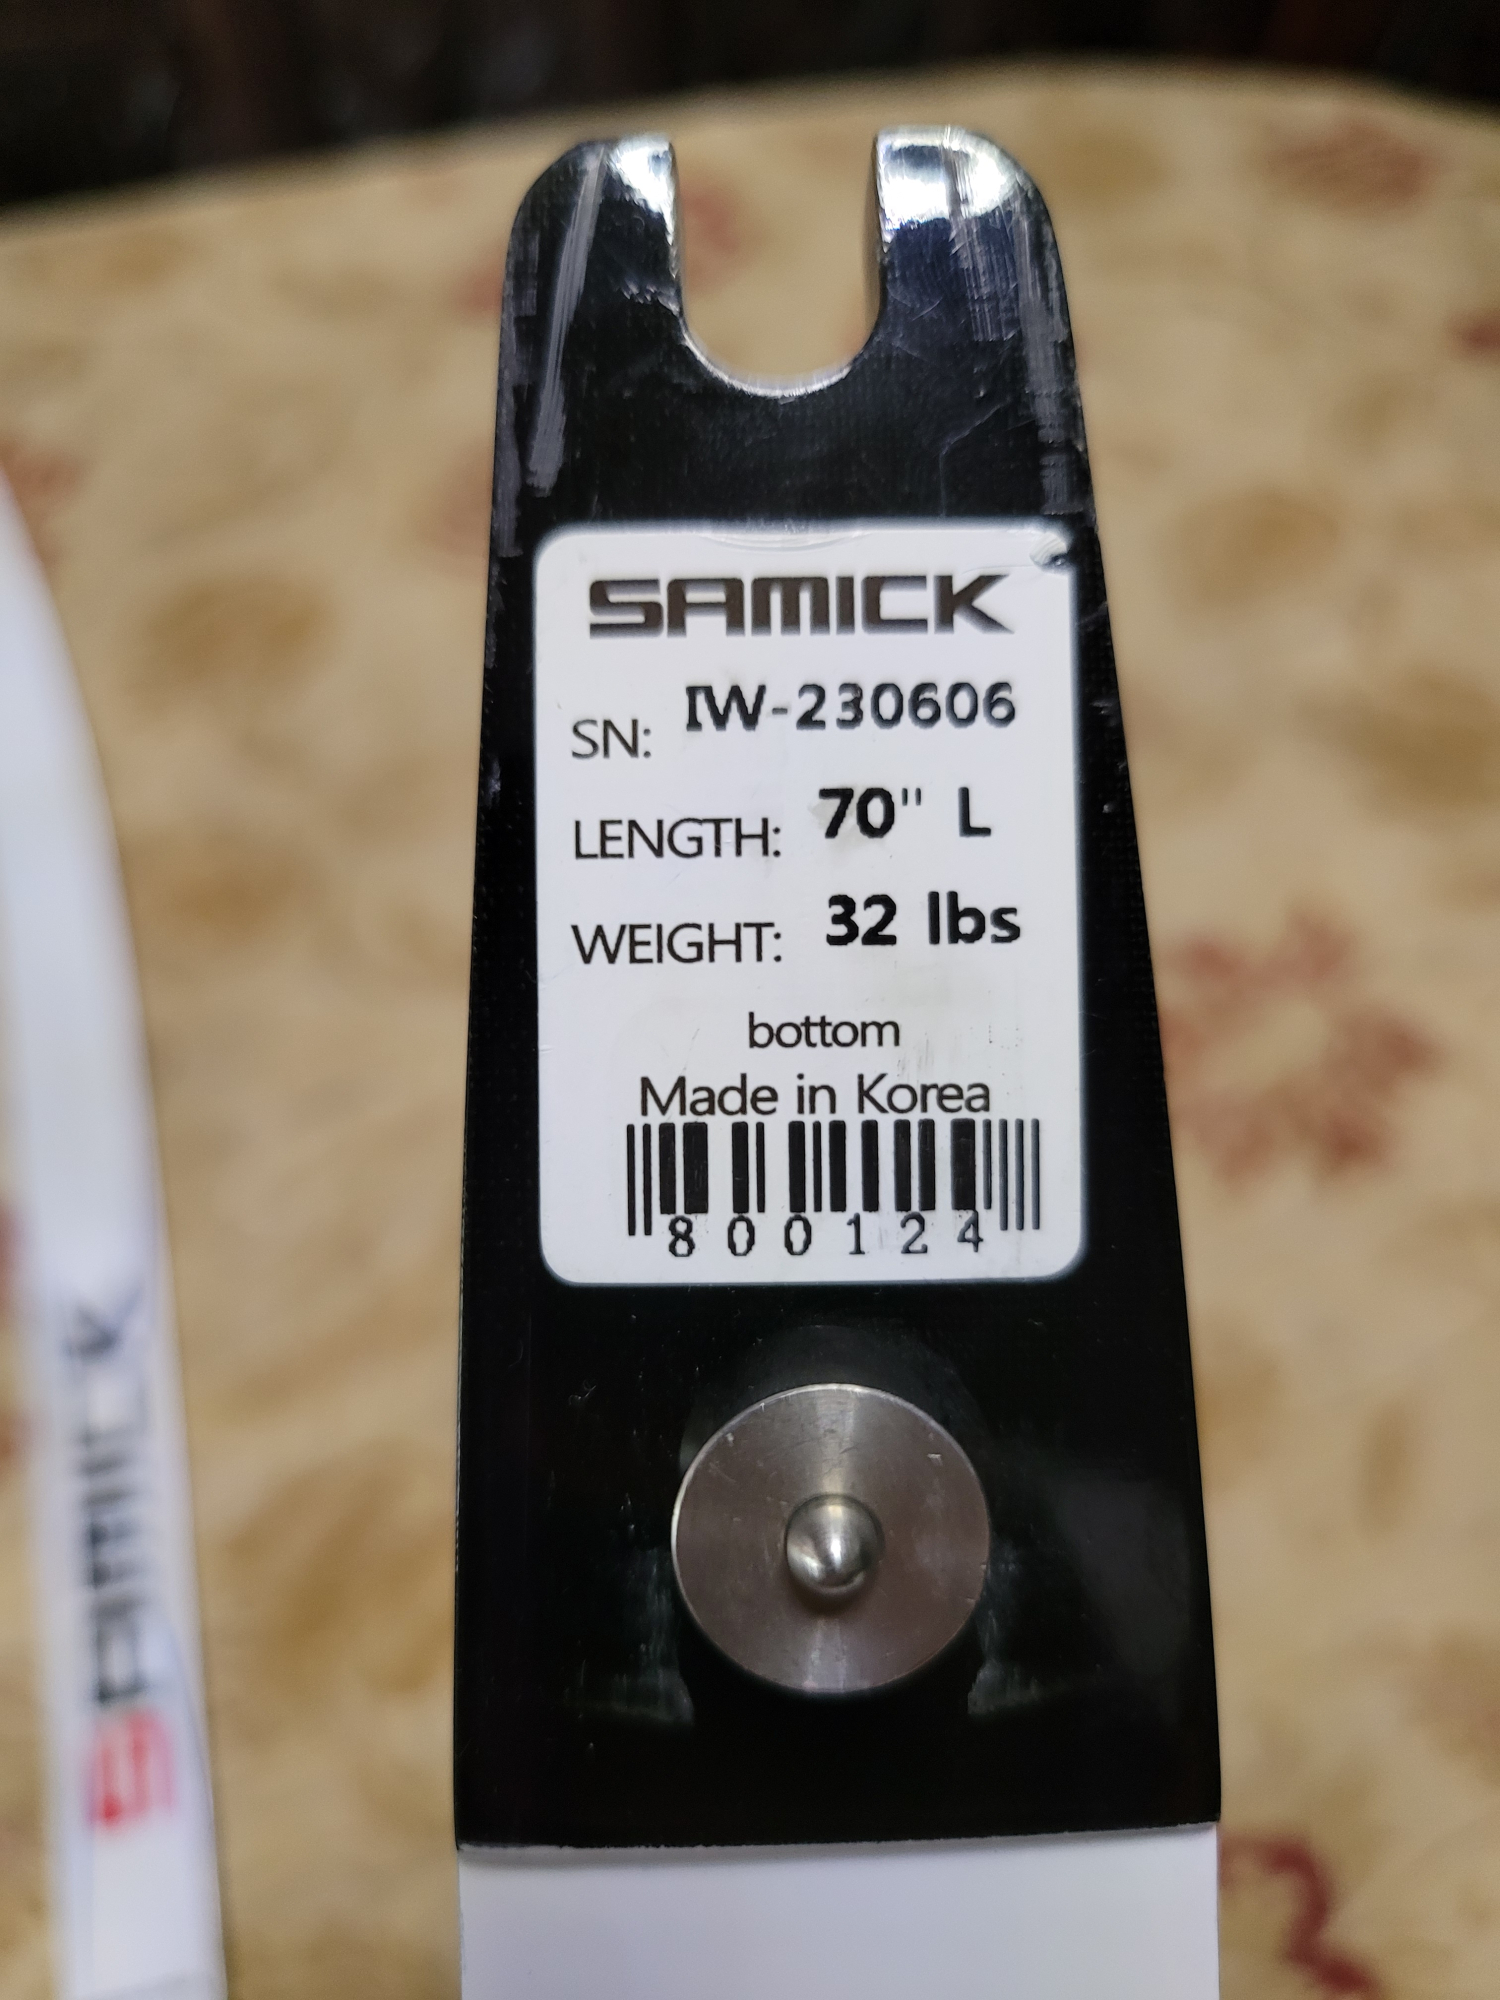 SAMICK
SN: IW-230606
LENGTH: 70" L
WEIGHT: 32 lbs
bottom
Made in Korea
800124
SAMICK